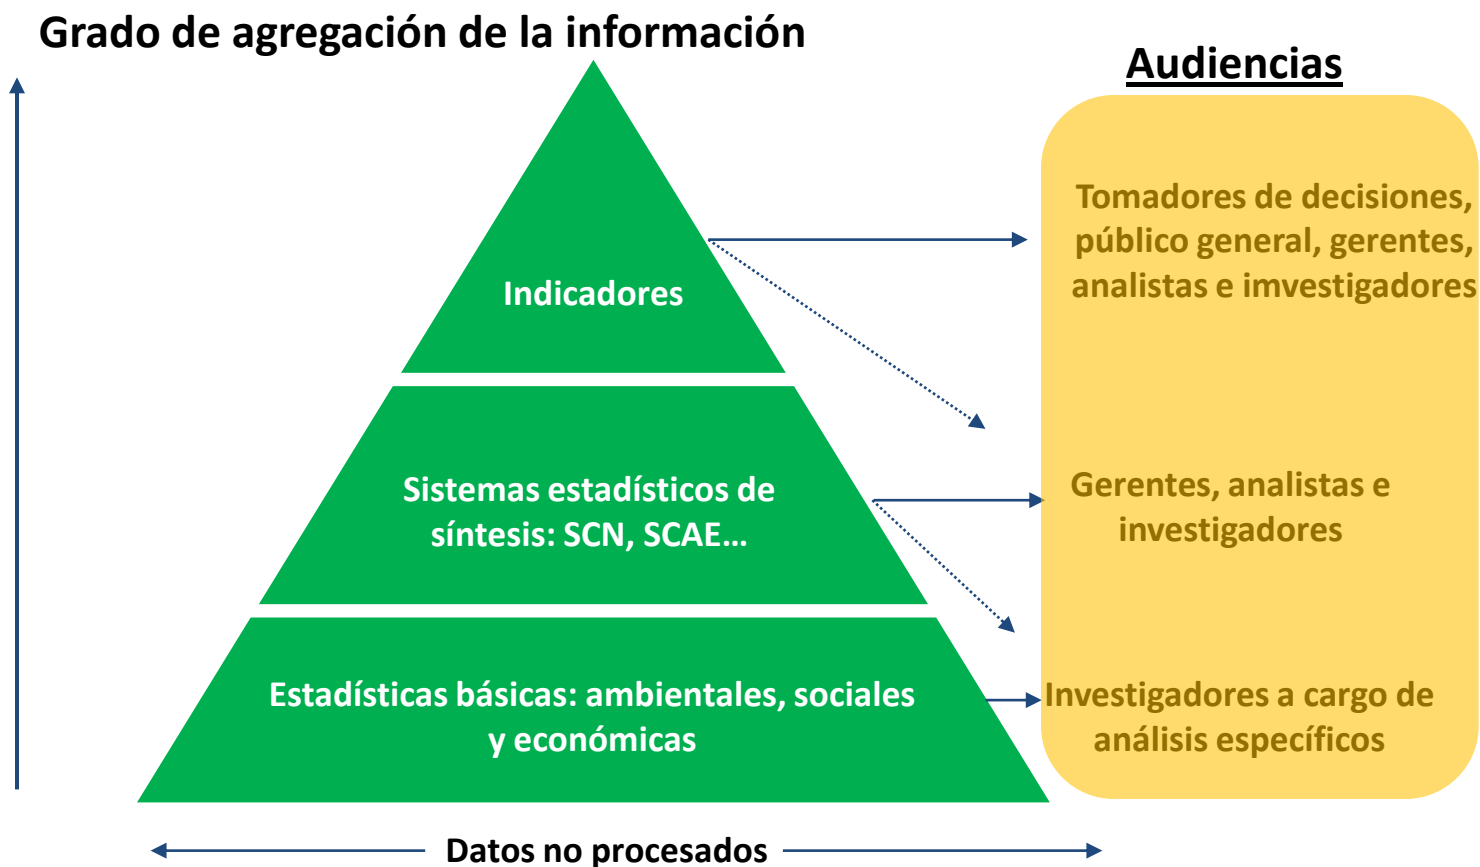 Grado de agregación de la información
Audiencias
Tomadores de decisiones,
público general, gerentes,
analistas e imvestigadores
Indicadores
Sistemas estadísticos de
síntesis: SCN, SCAE…
Gerentes, analistas e
investigadores
Estadísticas básicas: ambientales, sociales
y económicas
Investigadores a cargo de
análisis específicos
Datos no procesados